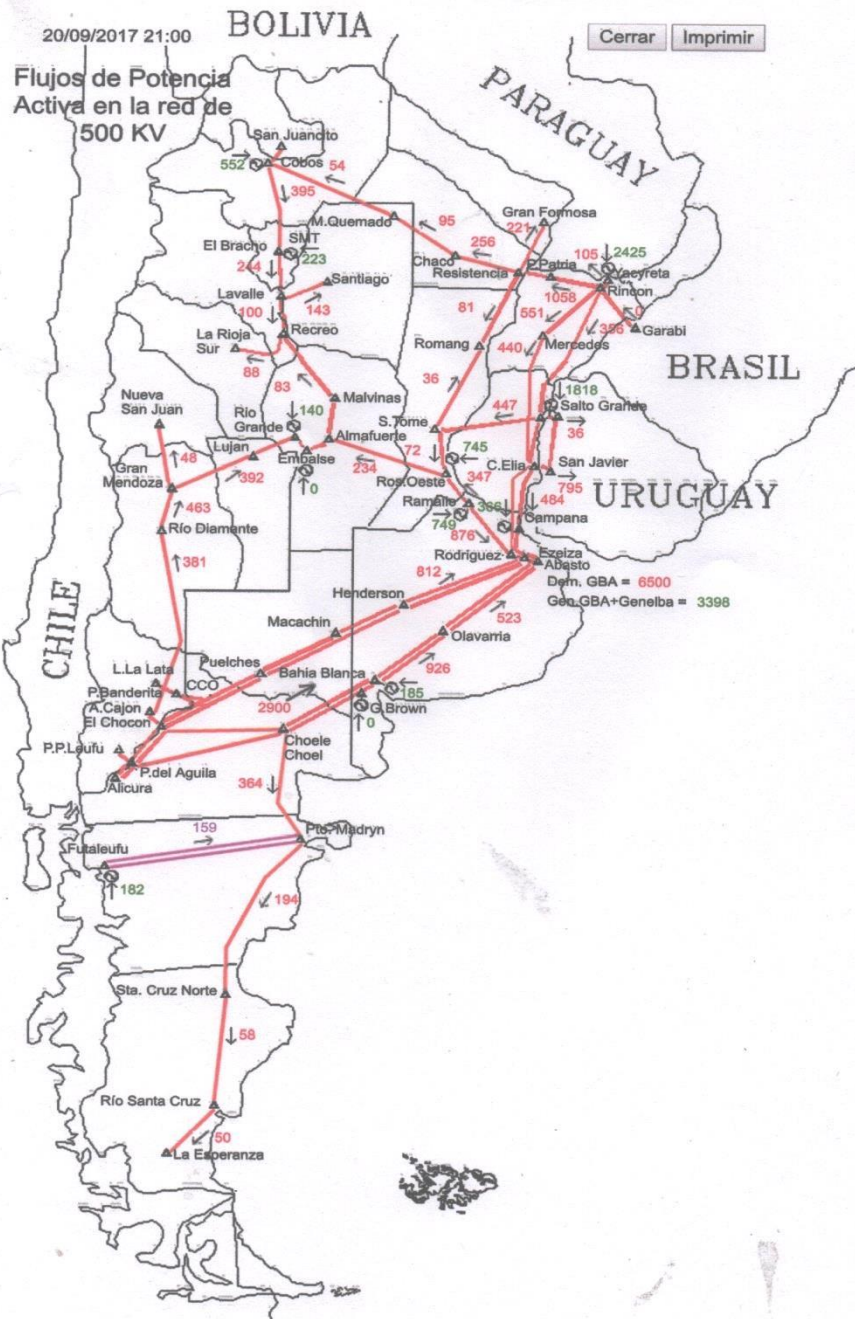 BOLIVIA
20/09/2017 21:00
Cerrar
Imprimir
Flujos de Potencia
Activa en la red de
500 KV
PARAGUAY
San Juancito
552
Cobos
54
395
M.Quemado
95
Gran Formosa
221
El Bracho
SMT
223
244
256
Chaco
Resistencia
P.Patria
105
2425
Yacyreta
Rincon
1058
Lavalle
Santiago
143
100
Recreo
81
551
386
0
Garabi
La Rioja
Sur
88
Romang
440
Mercedes
BRASIL
83
Malvinas
36
Nueva
San Juan
Rio
Grande
140
S.Tome
447
1818
Salto Grande
36
48
Lujan
Almafuerte
72
745
Gran
Mendoza
392
Embalse
0
234
Ros.Oeste
347
C.Elia
San Javier
795
463
Ramallo
366
484
URUGUAY
Río Diamante
749
Campana
876
381
Rodriguez
Ezeiza
Abasto
812
Dem. GBA = 6500
Gen.GBA+Genelba = 3398
Henderson
523
Macachin
Olavarria
CHILE
L.La Lata
Puelches
926
P.Banderita
CCO
Bahia Blanca
185
A.Cajon
El Chocon
2900
G.Brown
0
P.P.Leufu
Choele
Choel
P.del Aguila
Alicura
364
159
Pto. Madryn
Futaleufu
182
194
Sta. Cruz Norte
58
Río Santa Cruz
50
La Esperanza